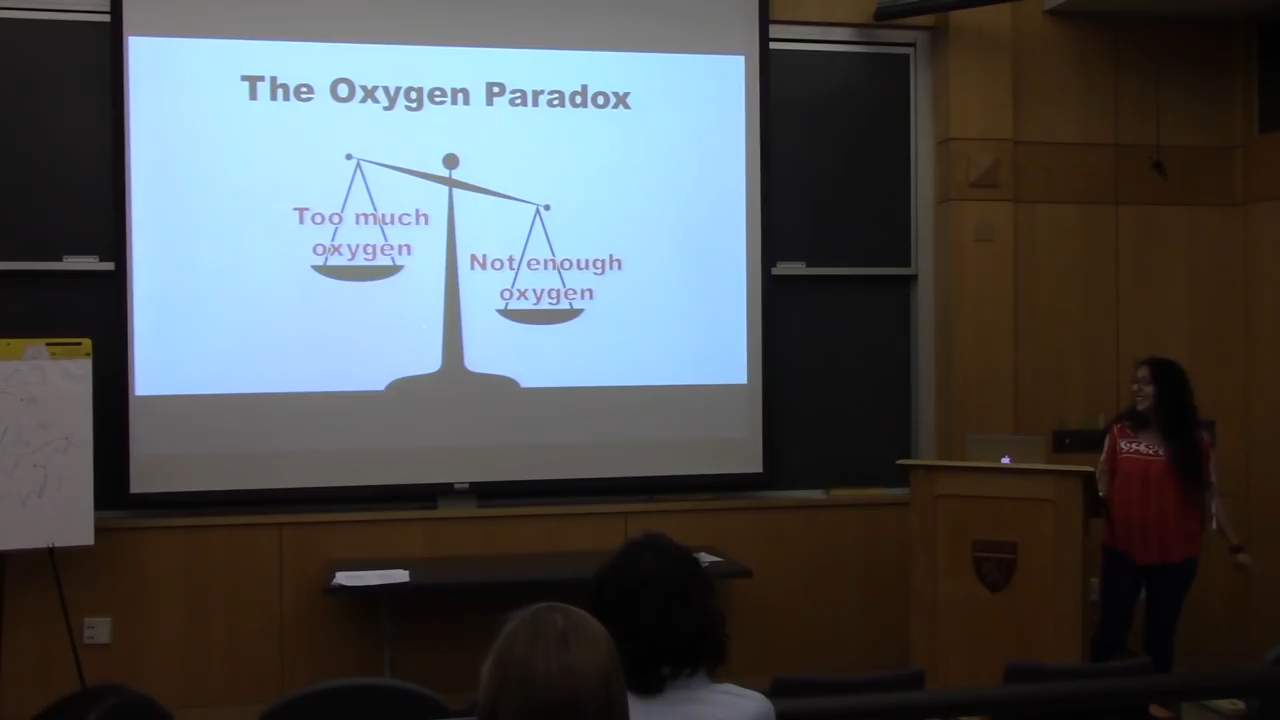 The Oxygen Paradox
Too much
oxygen
Not enough
oxygen